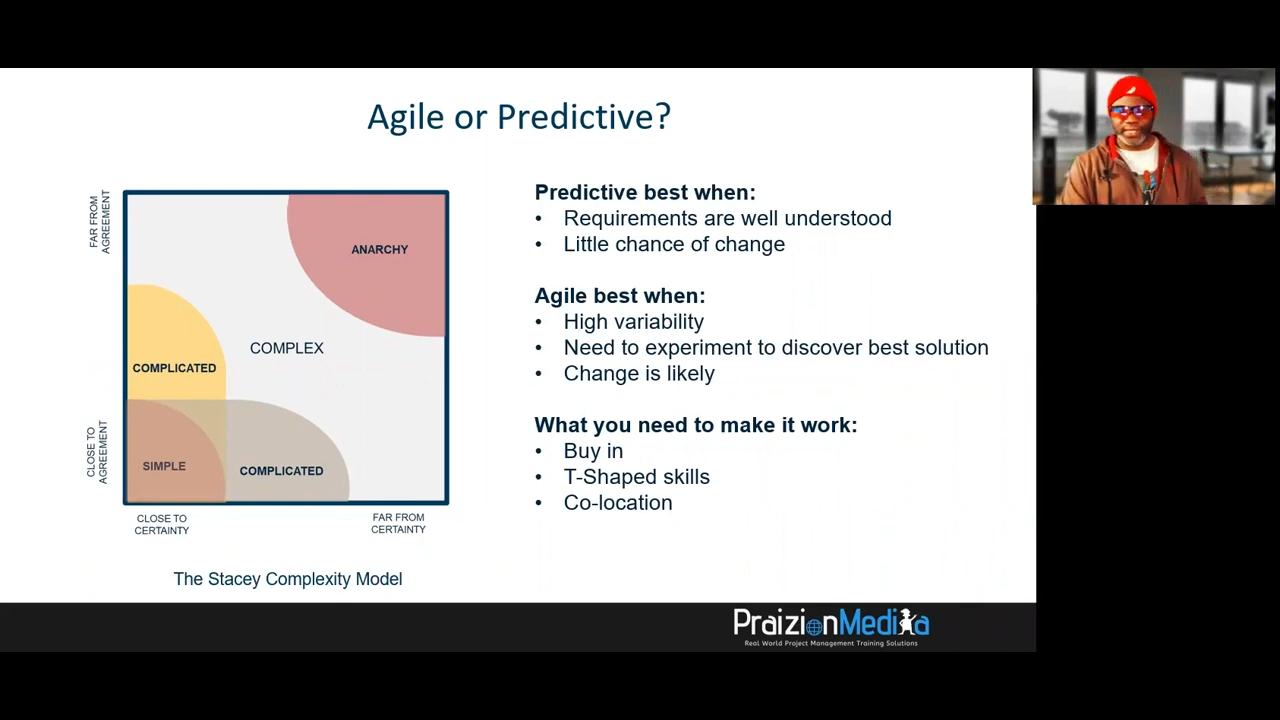 Agile or Predictive?
FAR FROM
AGREEMENT
ANARCHY
COMPLEX
COMPLICATED
CLOSE TO
AGREEMENT
SIMPLE
COMPLICATED
CLOSE TO
CERTAINTY
FAR FROM
CERTAINTY
The Stacey Complexity Model
Predictive best when:
• Requirements are well understood
• Little chance of change
Agile best when:
• High variability
• Need to experiment to discover best solution
• Change is likely
What you need to make it work:
• Buy in
• T-Shaped skills
• Co-location
PraizionMedia
Real World Project Management Training Solutions